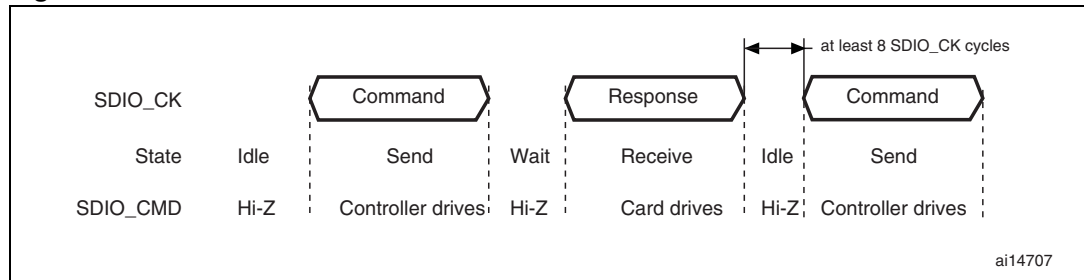 at least 8 SDIO_CK cycles
SDIO_CK Command Response Command
State Idle Send Wait Receive Idle Send
SDIO_CMD Hi-Z Controller drives Hi-Z Card drives Hi-Z Controller drives
ai14707